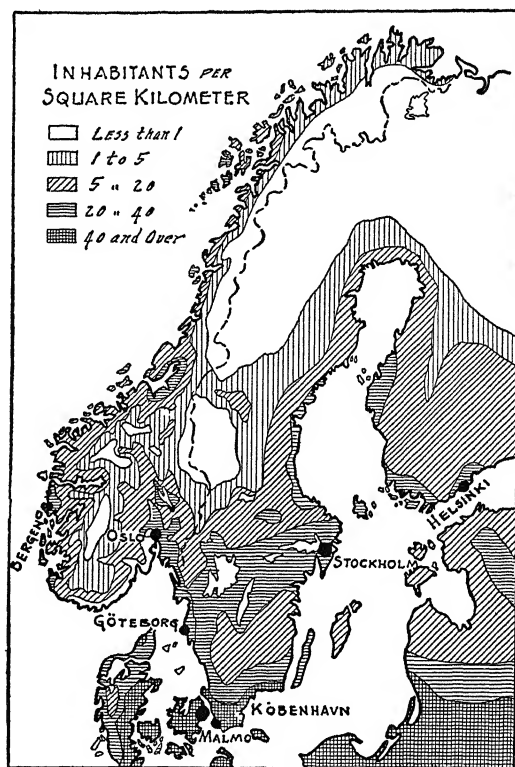 INHABITANTS PER
SQUARE KILOMETER
Less than 1
1 to 5
5 „ 20
20 „ 40
40 and Over
BERGEN
OSLO
HELSINKI
STOCKHOLM
GÖTEBORG
KÖBENHAVN
MALMO